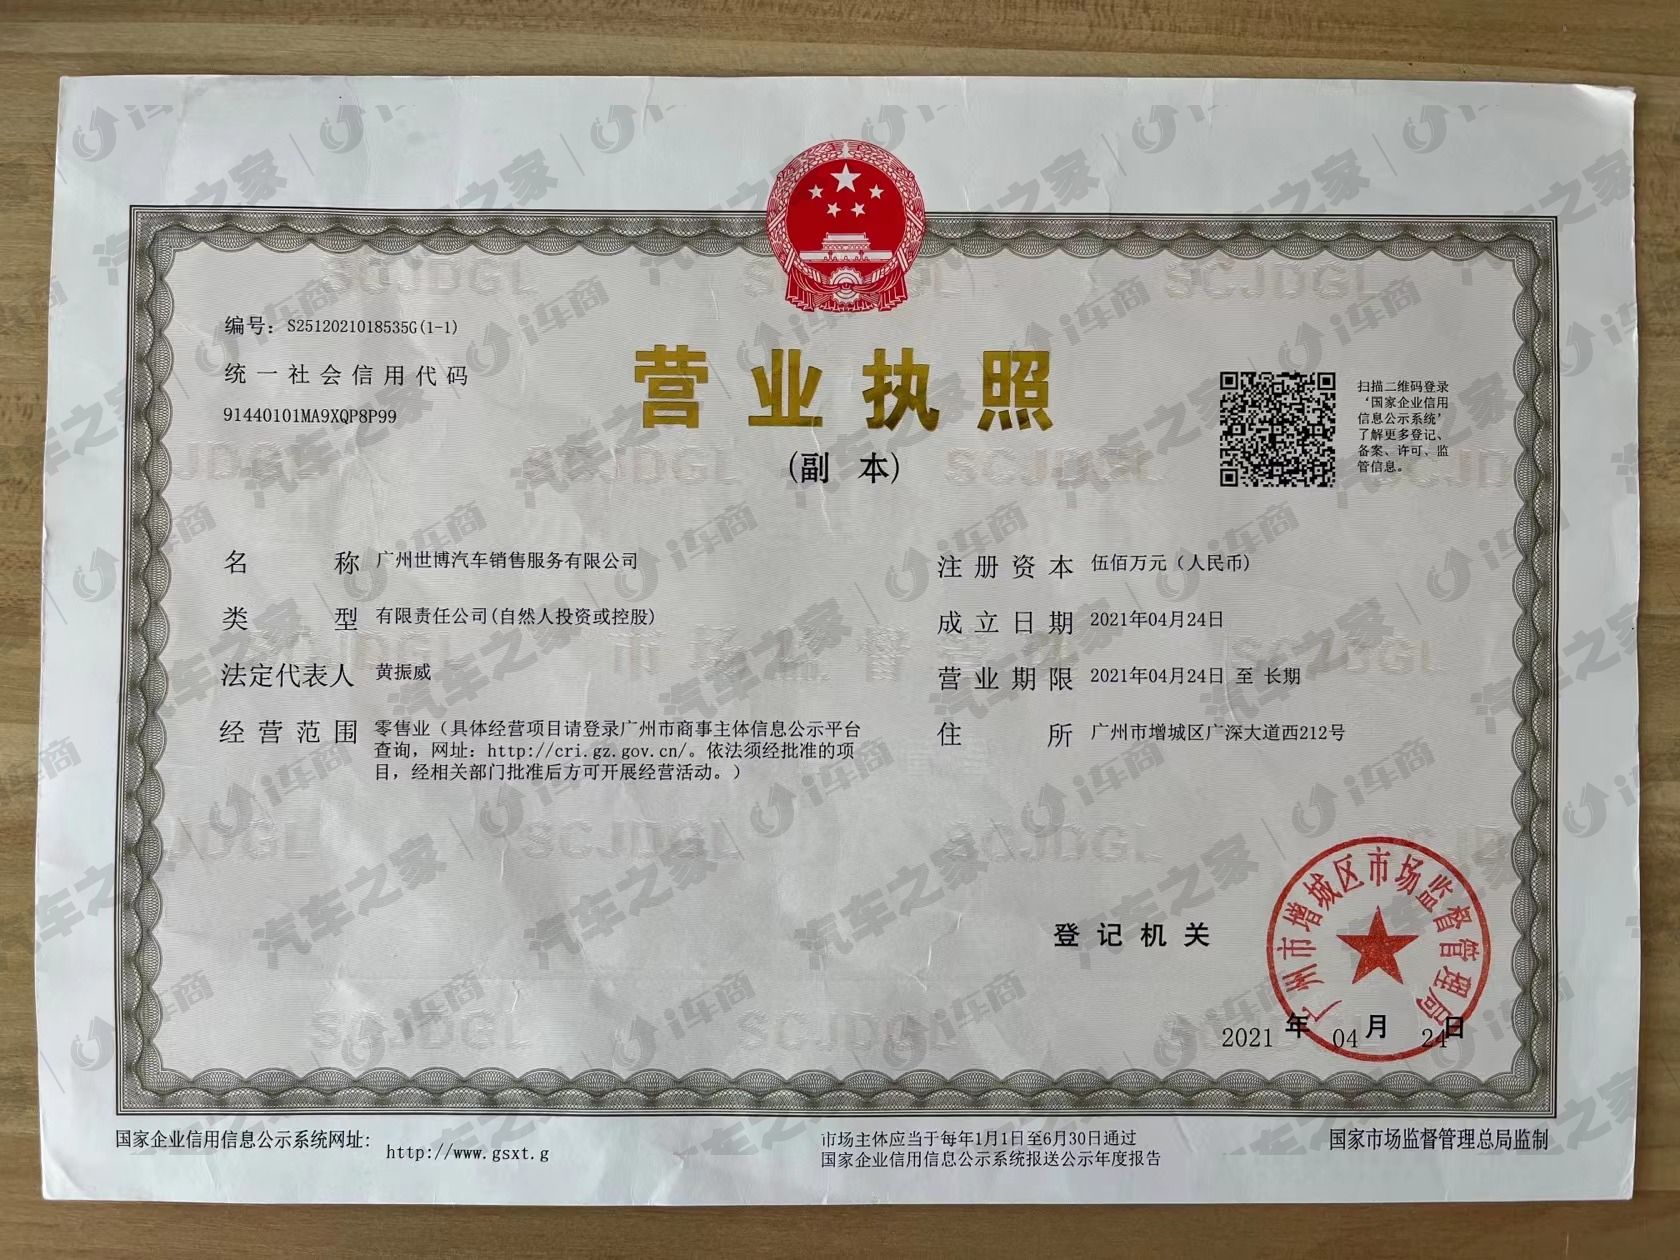 编号：S2512021018535G(1-1)
统一社会信用代码
91440101MA9XQP8P99
营业执照
(副 本)
扫描二维码登录
‘国家企业信用
信息公示系统’
了解更多登记、
备案、许可、监
管信息。
名 称 广州世博汽车销售服务有限公司
类 型 有限责任公司(自然人投资或控股)
法定代表人 黄振威
经营范围 零售业（具体经营项目请登录广州市商事主体信息公示平台
查询，网址：http://cri.gz.gov.cn/。依法须经批准的项
目，经相关部门批准后方可开展经营活动。）
注册资本 伍佰万元（人民币）
成立日期 2021年04月24日
营业期限 2021年04月24日 至 长期
住 所 广州市增城区广深大道西212号
登记机关
广州市增城区市场监督管理局
2021 年 04 月 24 日
国家企业信用信息公示系统网址： http://www.gsxt.g
市场主体应当于每年1月1日至6月30日通过
国家企业信用信息公示系统报送公示年度报告
国家市场监督管理总局监制
汽车之家 | i车商
SCJDGL